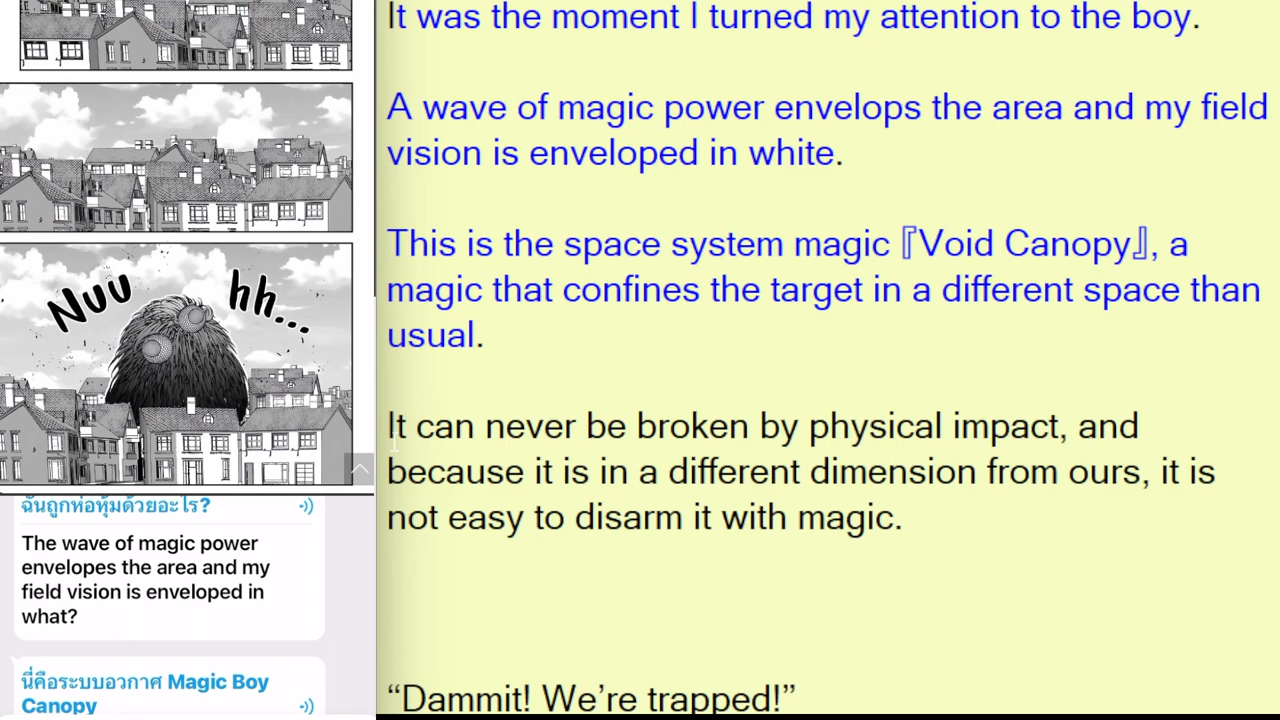 Nuu
hh...
ฉันถูกห่อหุ้มด้วยอะไร?
The wave of magic power
envelopes the area and my
field vision is enveloped in
what?
นี่คือระบบอวกาศ Magic Boy
Canopy
It was the moment I turned my attention to the boy.
A wave of magic power envelops the area and my field
vision is enveloped in white.
This is the space system magic『Void Canopy』, a
magic that confines the target in a different space than
usual.
It can never be broken by physical impact, and
because it is in a different dimension from ours, it is
not easy to disarm it with magic.
“Dammit! We’re trapped!”